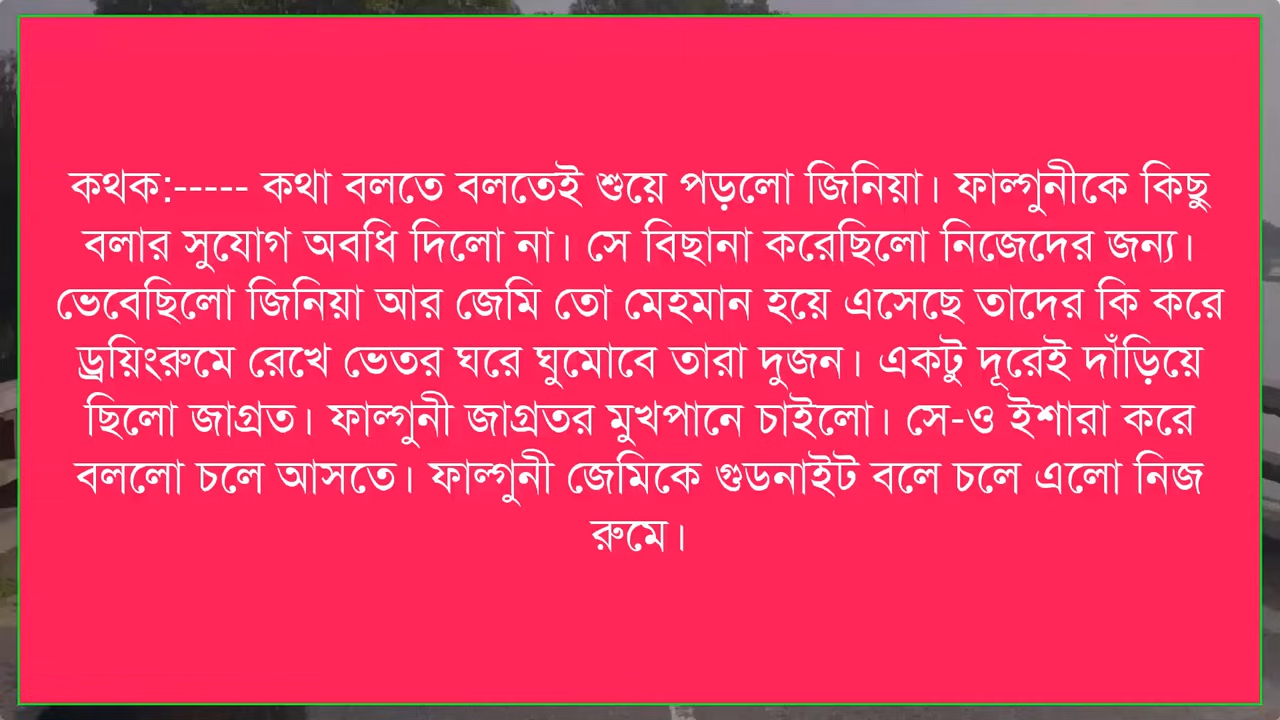 কথক:----- কথা বলতে বলতেই শুয়ে পড়লো জিনিয়া। ফাল্গুনীকে কিছু
বলার সুযোগ অবধি দিলো না। সে বিছানা করেছিলো নিজেদের জন্য।
ভেবেছিলো জিনিয়া আর জেমি তো মেহমান হয়ে এসেছে তাদের কি করে
ড্রয়িংরুমে রেখে ভেতর ঘরে ঘুমোবে তারা দুজন। একটু দূরেই দাঁড়িয়ে
ছিলো জাগ্রত। ফাল্গুনী জাগ্রতর মুখপানে চাইলো। সে-ও ইশারা করে
বললো চলে আসতে। ফাল্গুনী জেমিকে গুডনাইট বলে চলে এলো নিজ
রুমে।